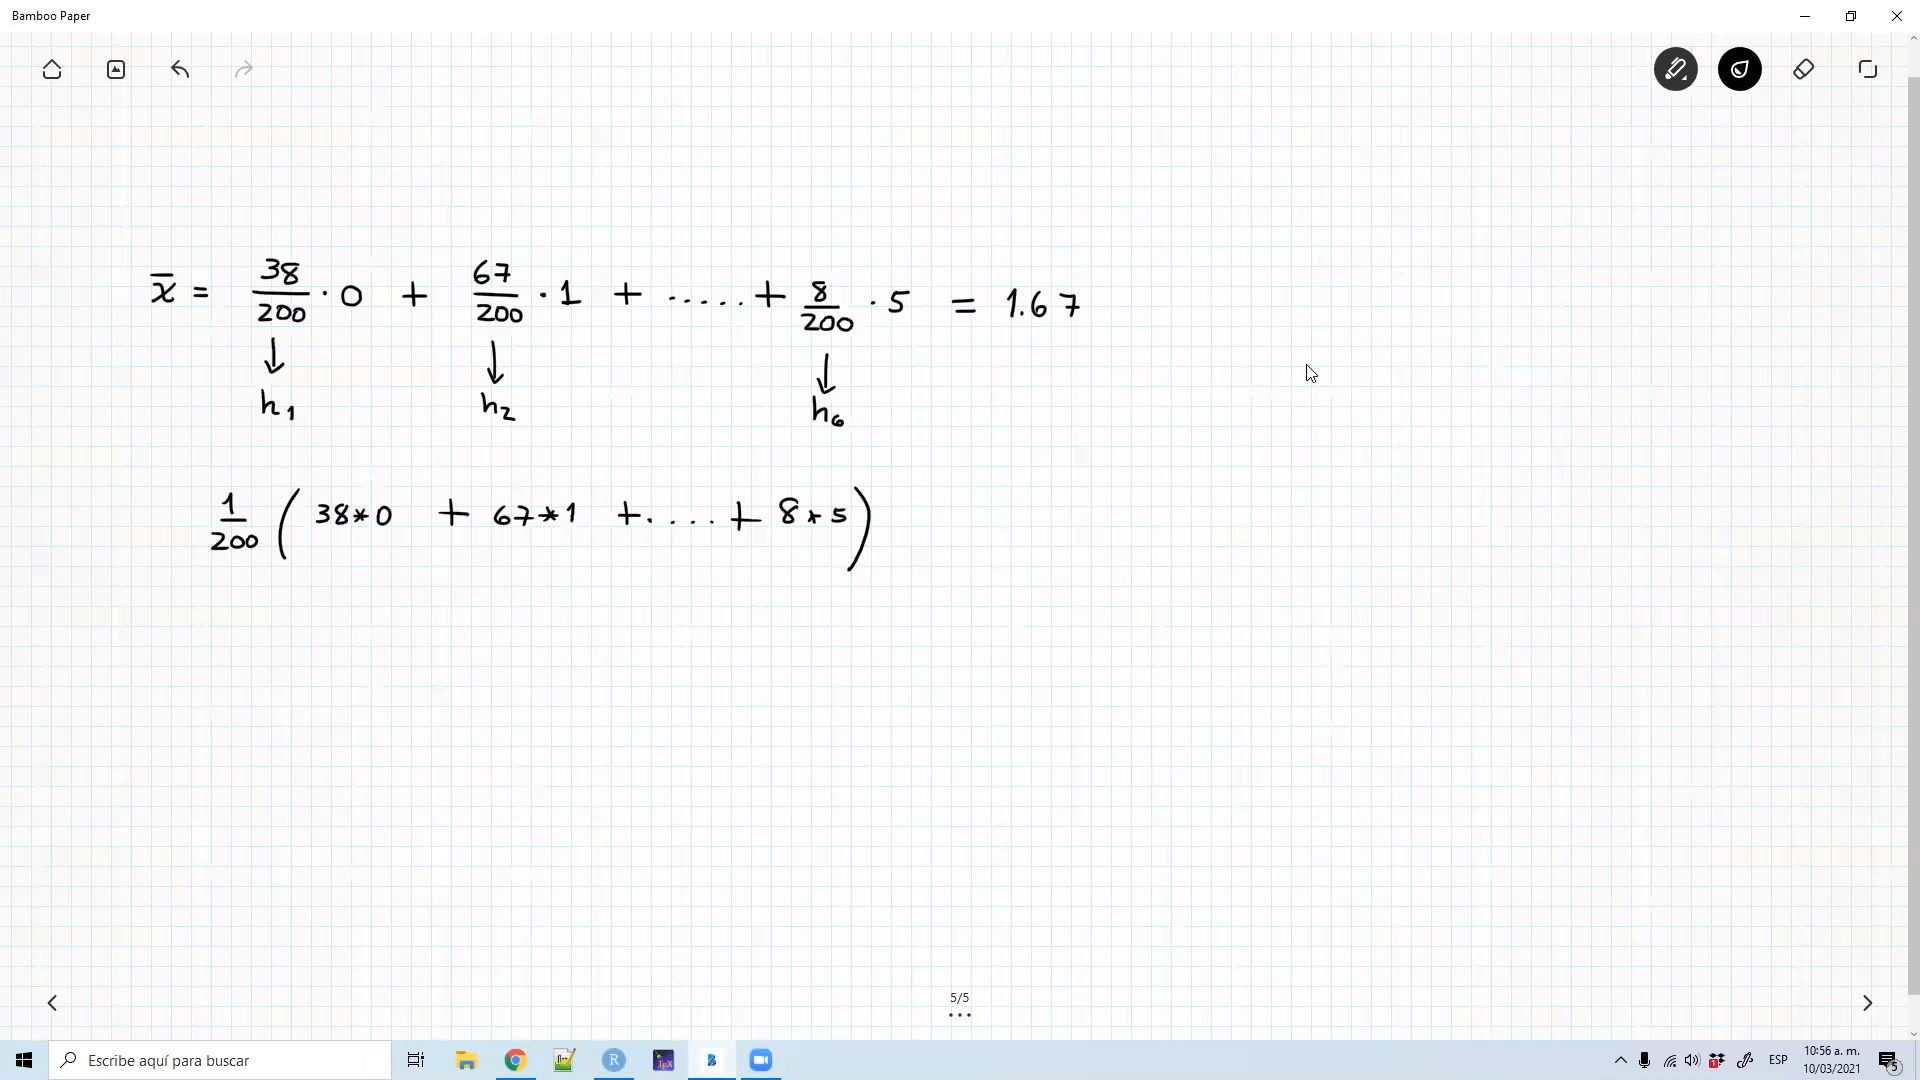 Bamboo Paper
x̄ = 38/200 · 0 + 67/200 · 1 + ..... + 8/200 · 5 = 1.67
↓ ↓ ↓
h₁ h₂ h₆
1/200 ( 38*0 + 67*1 + .... + 8*5 )
5/5
Escribe aquí para buscar
ESP
10:56 a. m.
10/03/2021
5